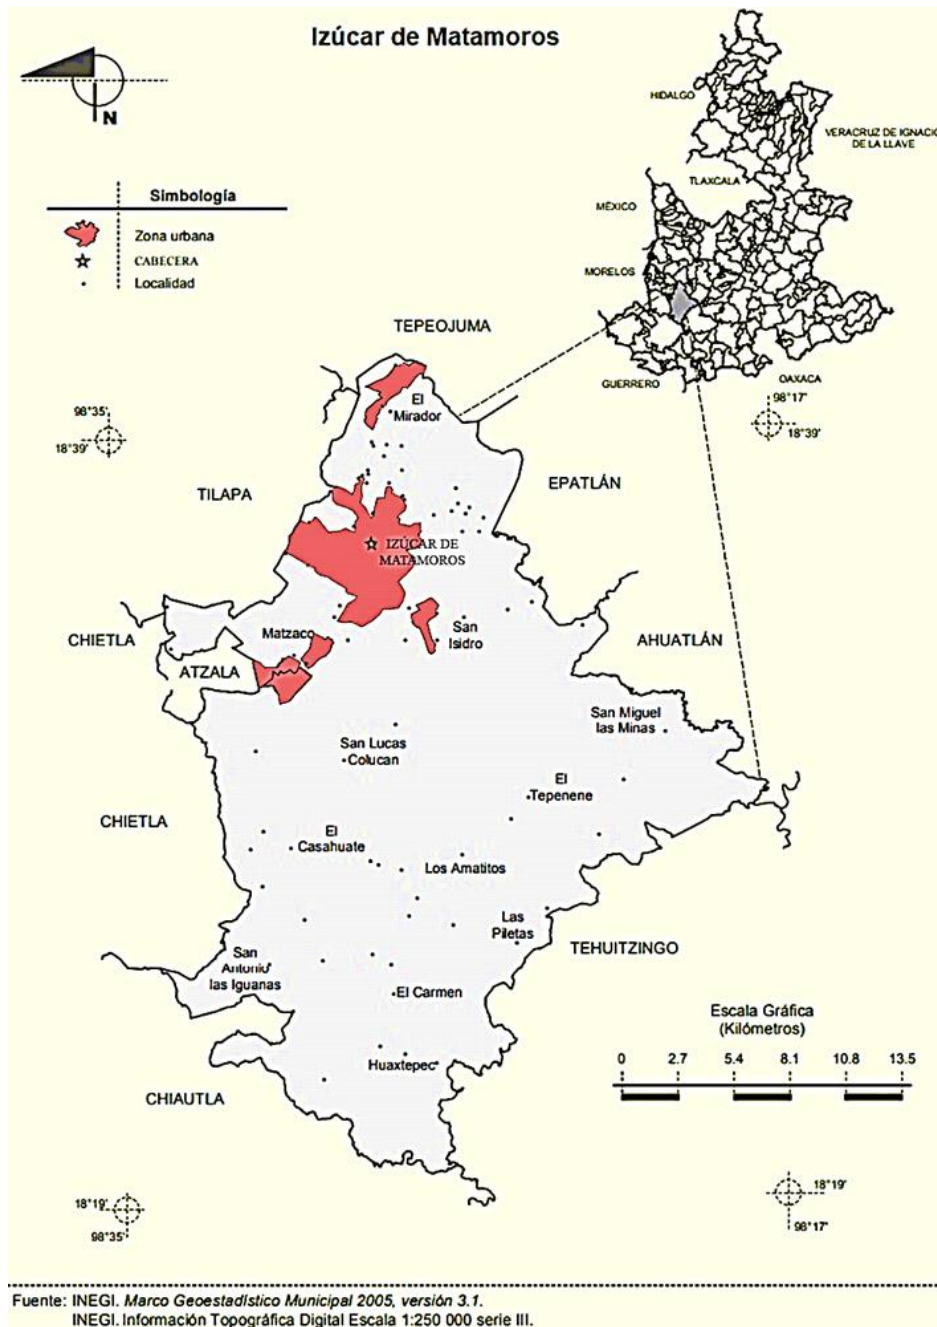 Izúcar de Matamoros
N
Simbología
Zona urbana
CABECERA
Localidad
HIDALGO
VERACRUZ DE IGNACIO
DE LA LLAVE
TLAXCALA
MÉXICO
MORELOS
GUERRERO
OAXACA
TEPEOJUMA
98°35'
18°39'
98°17'
18°39'
El
Mirador
TILAPA
EPATLÁN
IZÚCAR DE
MATAMOROS
CHIETLA
Matzaco
San
Isidro
AHUATLÁN
ATZALA
San Miguel
las Minas
San Lucas
Colucan
El
Tepenene
CHIETLA
El
Casahuate
Los Amatitos
Las
Piletas
TEHUITZINGO
San
Antonio
las Iguanas
El Carmen
Escala Gráfica
(Kilómetros)
0 2.7 5.4 8.1 10.8 13.5
Huaxtepec
CHIAUTLA
18°19'
98°35'
18°19'
98°17'
Fuente: INEGI. Marco Geoestadístico Municipal 2005, versión 3.1.
INEGI. Información Topográfica Digital Escala 1:250 000 serie III.